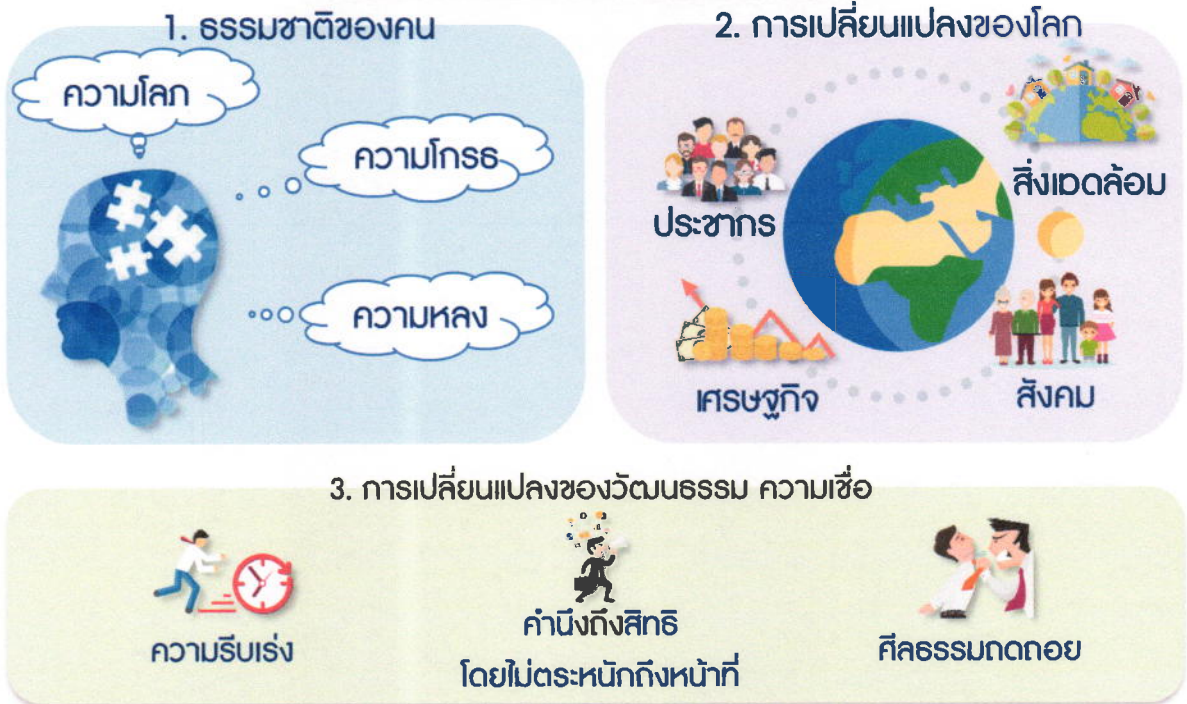 1. ธรรมชาติของคน
ความโลภ
ความโกรธ
ความหลง
2. การเปลี่ยนแปลงของโลก
ประชากร
สิ่งแวดล้อม
เศรษฐกิจ
สังคม
3. การเปลี่ยนแปลงของวัฒนธรรม ความเชื่อ
ความรีบเร่ง
คำนึงถึงสิทธิ
โดยไม่ตระหนักถึงหน้าที่
ศีลธรรมถดถอย